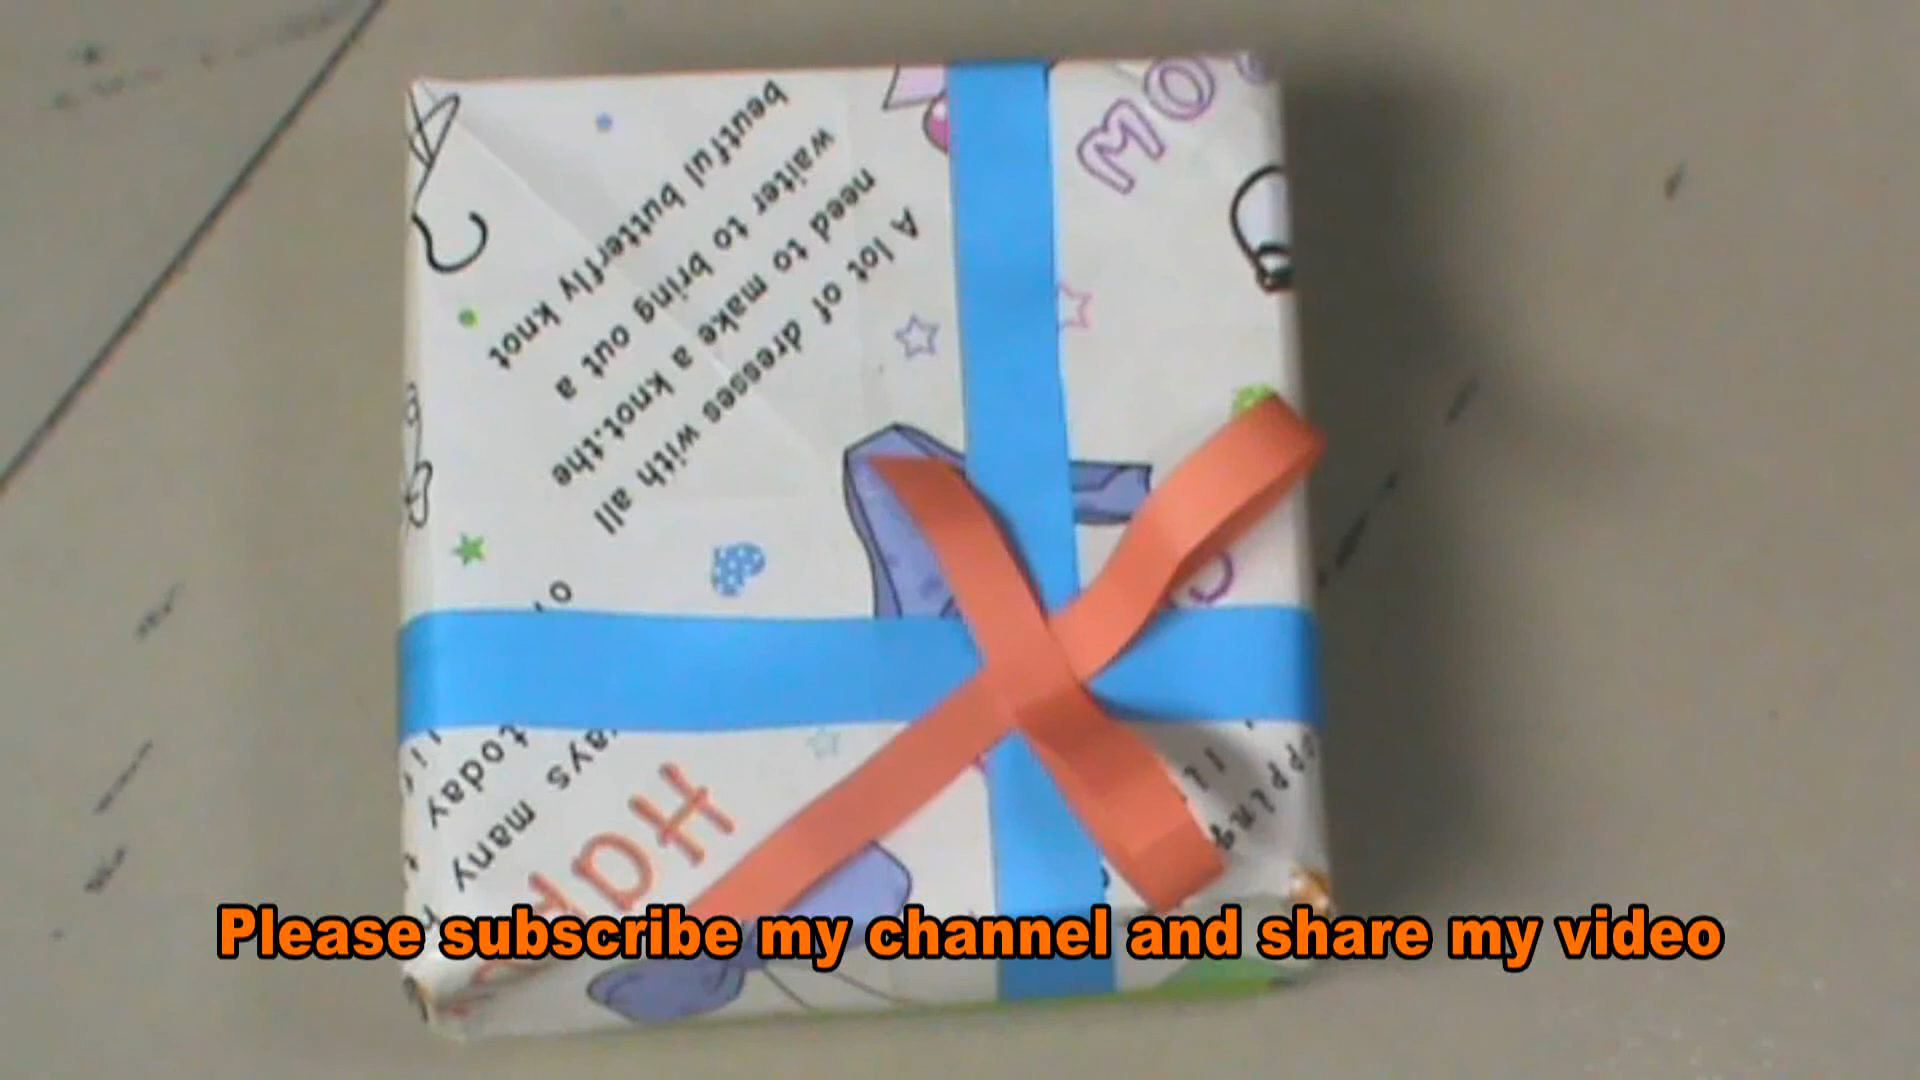 A lot of dresses with all
need to make a knot.the
waiter to bring out a
beutful butterfly knot
today
many
Please subscribe my channel and share my video